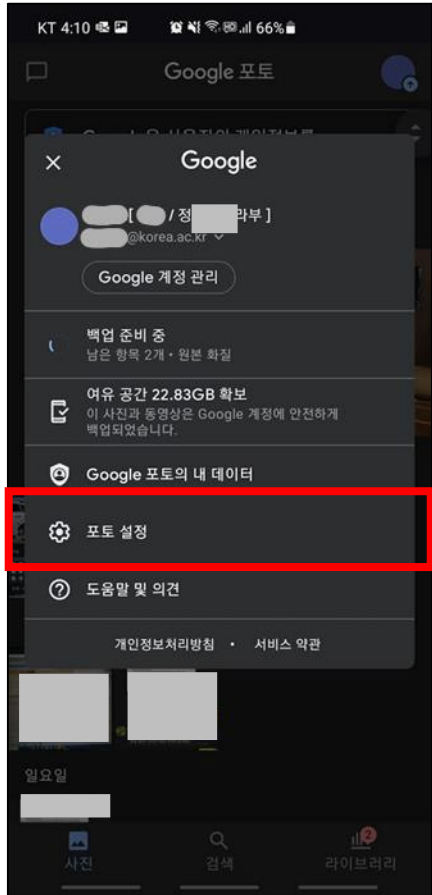 KT 4:10 66%
Google 포토
Google
[ / 정 라부 ]
@korea.ac.kr
Google 계정 관리
백업 준비 중
남은 항목 2개 • 원본 화질
여유 공간 22.83GB 확보
이 사진과 동영상은 Google 계정에 안전하게
백업되었습니다.
Google 포토의 내 데이터
포토 설정
도움말 및 의견
개인정보처리방침 • 서비스 약관
일요일
2
사진 검색 라이브러리